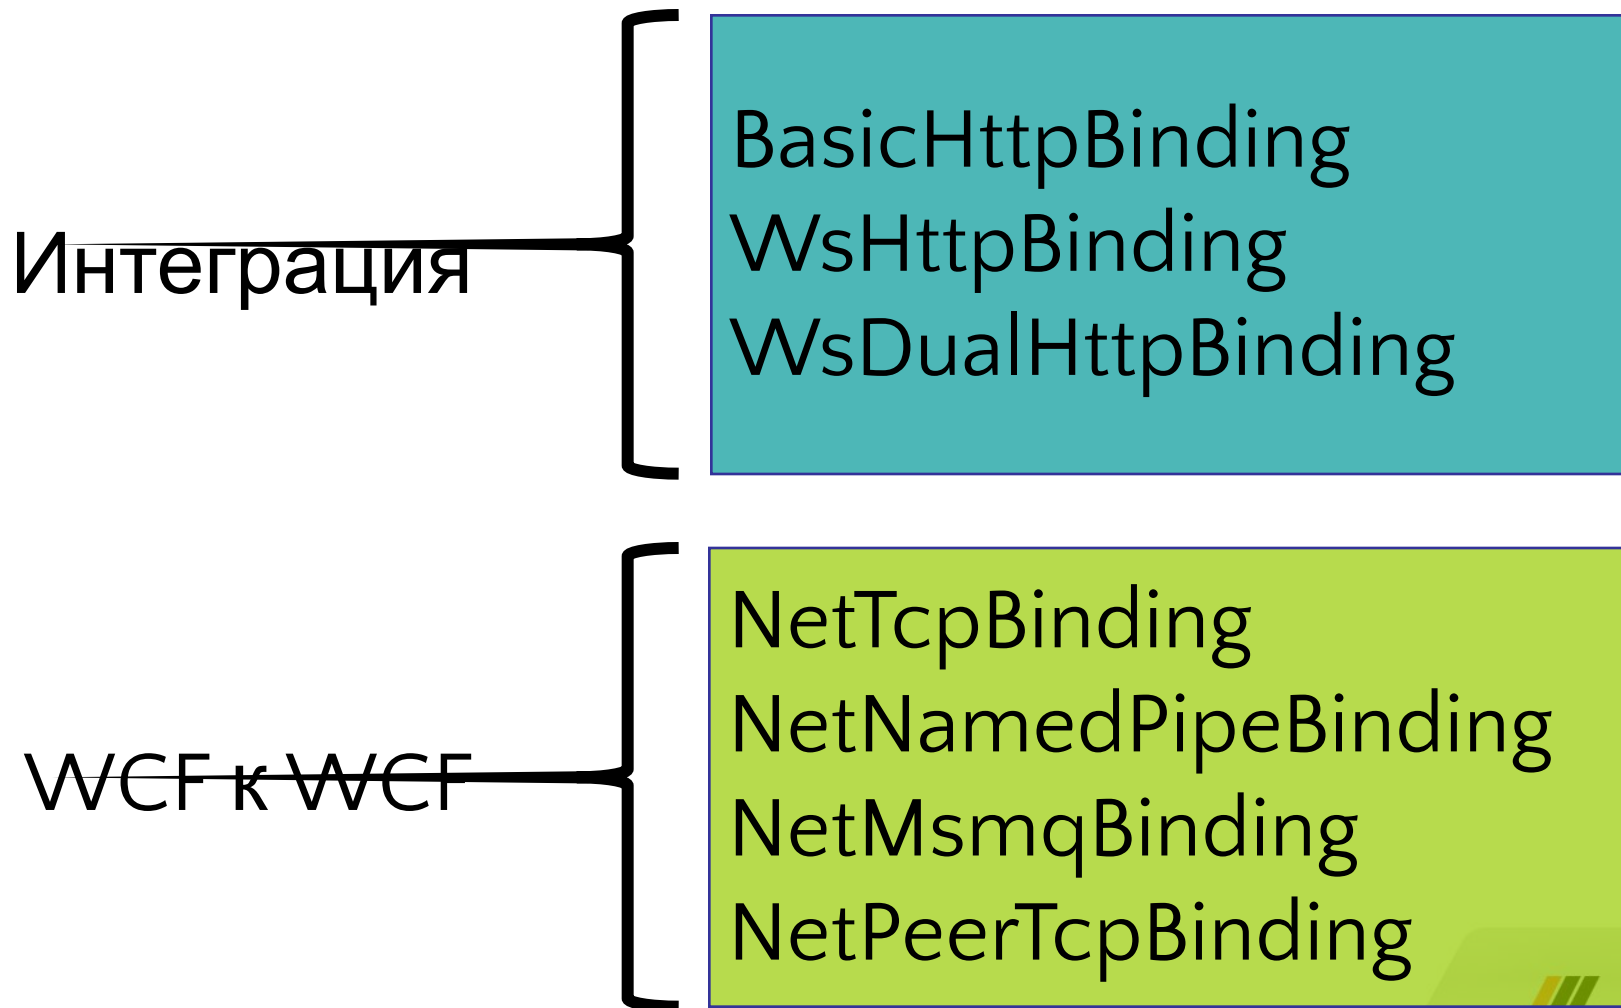 Интеграция
BasicHttpBinding
WsHttpBinding
WsDualHttpBinding
WCF к WCF
NetTcpBinding
NetNamedPipeBinding
NetMsmqBinding
NetPeerTcpBinding